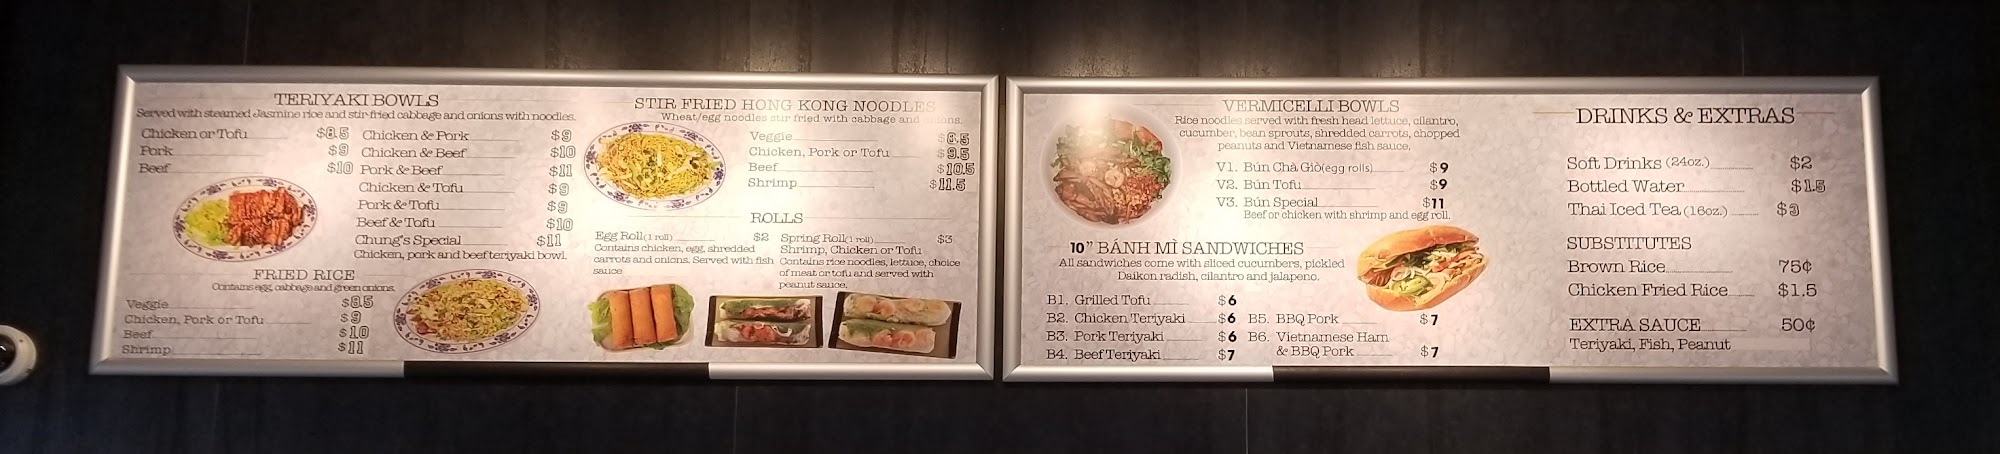 TERIYAKI BOWLS
Served with steamed Jasmine rice and stir-fried cabbage and onions with noodles.
Chicken or Tofu $8.5
Pork $9
Beef $10
Chicken & Pork $9
Chicken & Beef $10
Pork & Beef $11
Chicken & Tofu $9
Pork & Tofu $9
Beef & Tofu $10
Chung's Special $11
Chicken, pork and beef teriyaki bowl.
FRIED RICE
Contains egg, cabbage and green onions.
Veggie $8.5
Chicken, Pork or Tofu $9
Beef $10
Shrimp $11
STIR FRIED HONG KONG NOODLES
Wheat/egg noodles stir fried with cabbage and onions.
Veggie $8.5
Chicken, Pork or Tofu $9.5
Beef $10.5
Shrimp $11.5
ROLLS
Egg Roll (1 roll) $2
Contains chicken, egg, shredded
carrots and onions. Served with fish
sauce
Spring Roll (1 roll) $3
Shrimp, Chicken or Tofu
Contains rice noodles, lettuce, choice
of meat or tofu and served with
peanut sauce.
VERMICELLI BOWLS
Rice noodles served with fresh head lettuce, cilantro,
cucumber, bean sprouts, shredded carrots, chopped
peanuts and Vietnamese fish sauce.
V1. Bún Chà Giò (egg rolls) $9
V2. Bún Tofu $9
V3. Bún Special $11
Beef or chicken with shrimp and egg roll.
10" BÁNH MÌ SANDWICHES
All sandwiches come with sliced cucumbers, pickled
Daikon radish, cilantro and jalapeno.
B1. Grilled Tofu $6
B2. Chicken Teriyaki $6
B3. Pork Teriyaki $6
B4. Beef Teriyaki $7
B5. BBQ Pork $7
B6. Vietnamese Ham
& BBQ Pork $7
DRINKS & EXTRAS
Soft Drinks (24oz.) $2
Bottled Water $1.5
Thai Iced Tea (16oz.) $3
SUBSTITUTES
Brown Rice 75¢
Chicken Fried Rice $1.5
EXTRA SAUCE 50¢
Teriyaki, Fish, Peanut